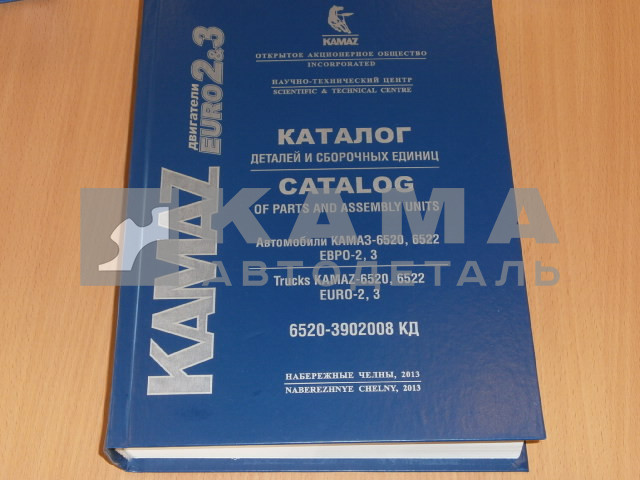 KAMAZ
ОТКРЫТОЕ АКЦИОНЕРНОЕ ОБЩЕСТВО
INCORPORATED
НАУЧНО-ТЕХНИЧЕСКИЙ ЦЕНТР
SCIENTIFIC & TECHNICAL CENTRE
KAMAZ
двигатели
EURO 2&3
КАТАЛОГ
ДЕТАЛЕЙ И СБОРОЧНЫХ ЕДИНИЦ
CATALOG
OF PARTS AND ASSEMBLY UNITS
КАМА
АВТОДЕТАЛЬ
Автомобили КАМАЗ-6520, 6522
ЕВРО-2, 3
Trucks KAMAZ-6520, 6522
EURO-2, 3
6520-3902008 КД
НАБЕРЕЖНЫЕ ЧЕЛНЫ, 2013
NABEREZHNYE CHELNY, 2013